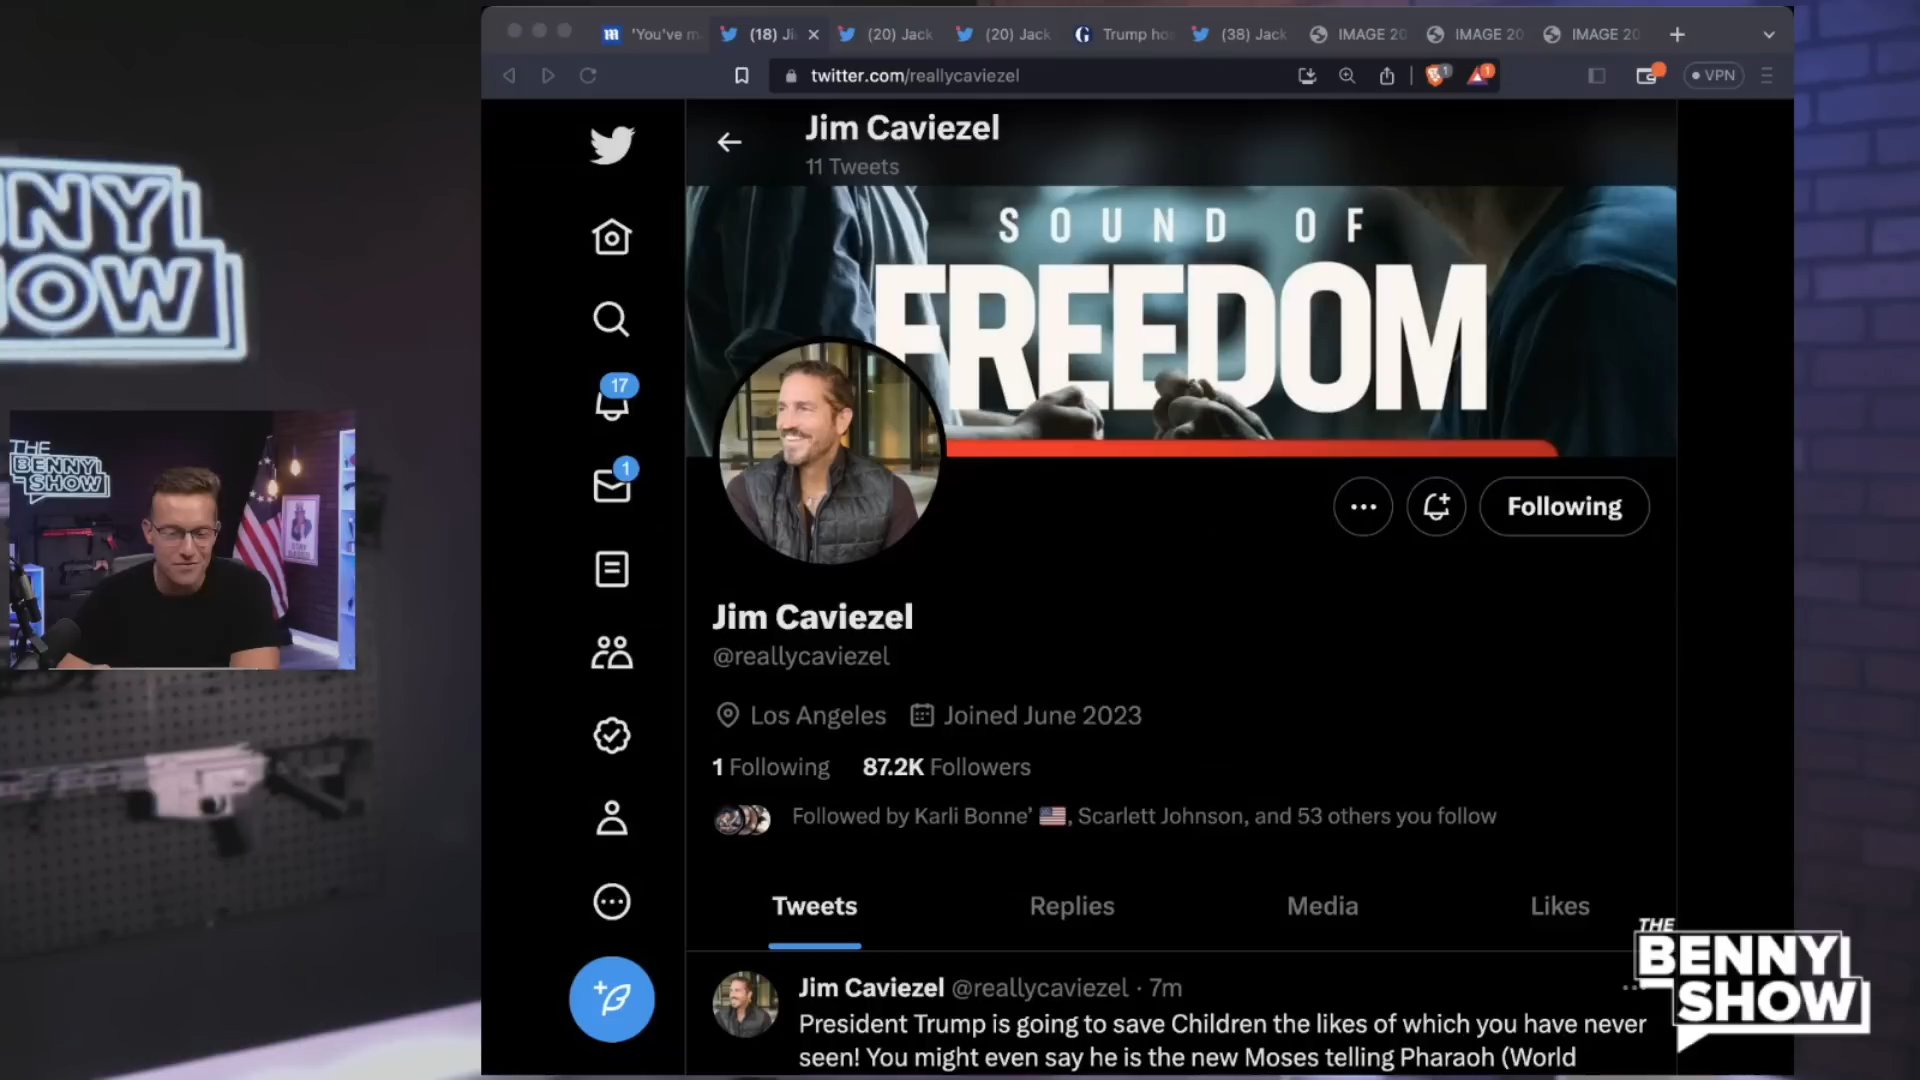 'You've m
(18) Ji
(20) Jack
(20) Jack
Trump ho
(38) Jack
IMAGE 20
IMAGE 20
IMAGE 20
twitter.com/reallycaviezel
1
1
VPN
Jim Caviezel
11 Tweets
SOUND OF
FREEDOM
17
1
Following
Jim Caviezel
@reallycaviezel
Los Angeles
Joined June 2023
1 Following
87.2K Followers
Followed by Karli Bonne' 🇺🇸, Scarlett Johnson, and 53 others you follow
Tweets
Replies
Media
Likes
Jim Caviezel @reallycaviezel · 7m
President Trump is going to save Children the likes of which you have never
seen! You might even say he is the new Moses telling Pharaoh (World
NNY
OW
THE
BENNY
SHOW
THE
BENNY
SHOW